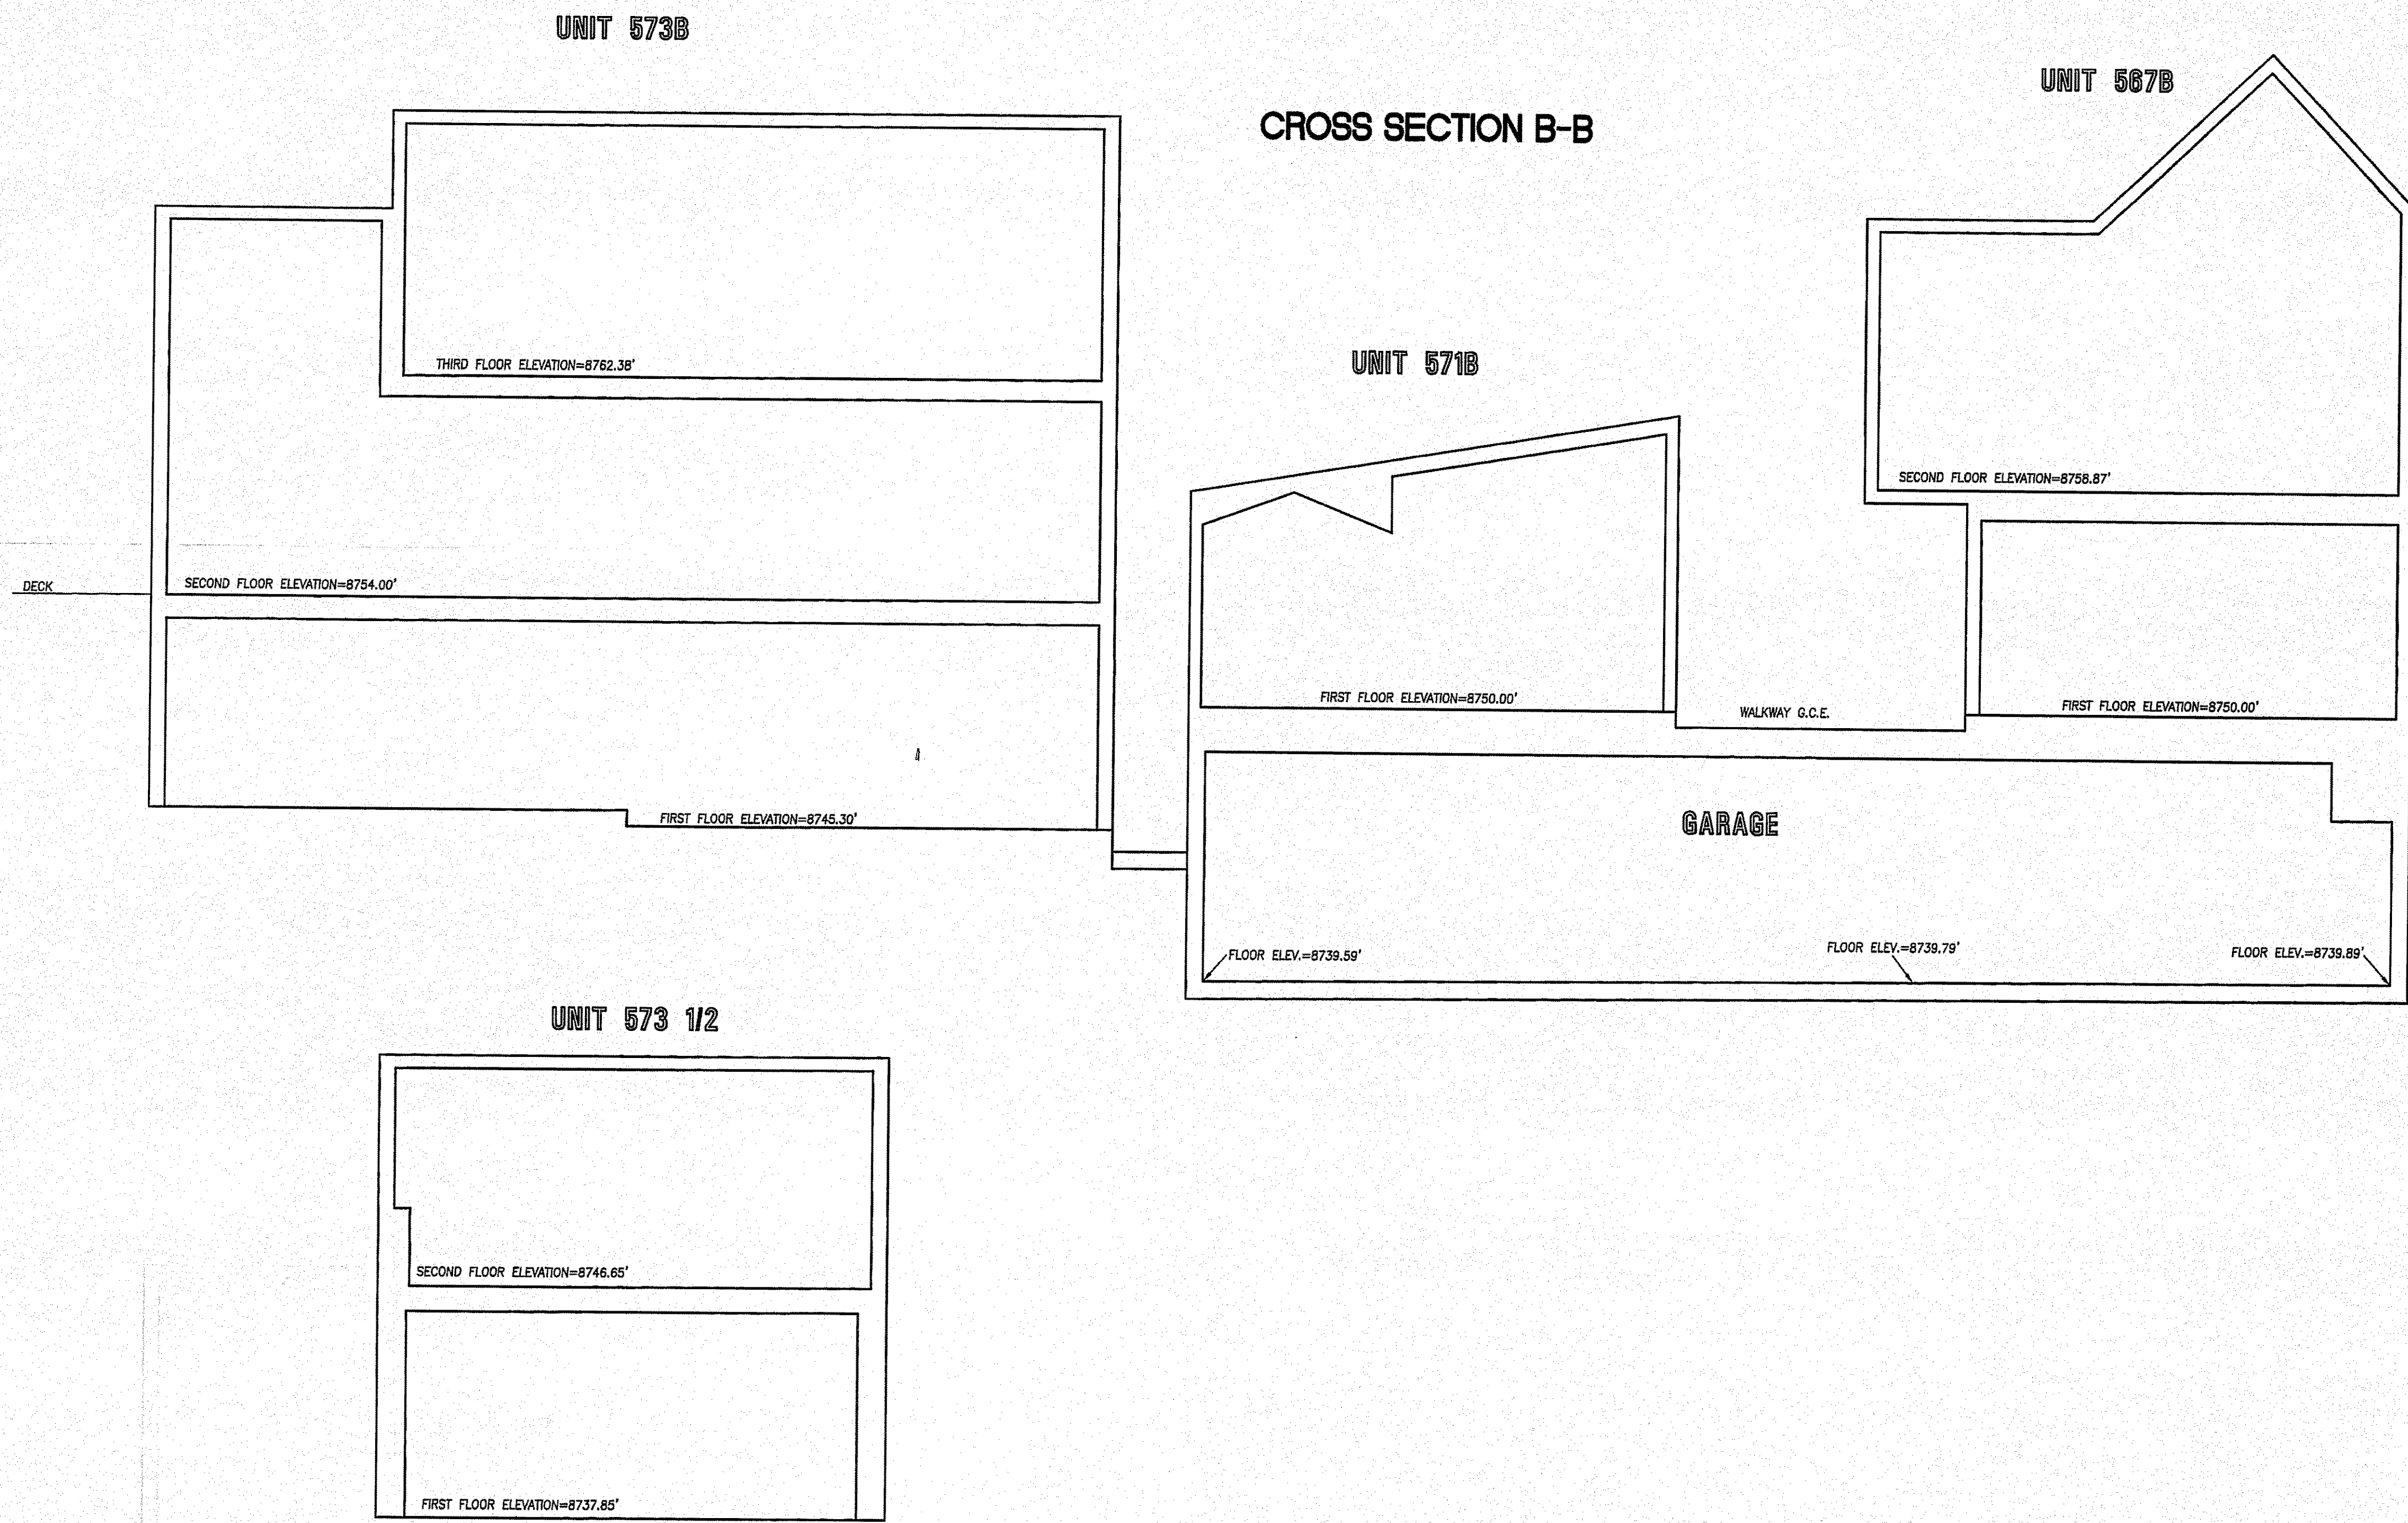 UNIT 573B
UNIT 567B
CROSS SECTION B-B
THIRD FLOOR ELEVATION=8762.38'
UNIT 571B
SECOND FLOOR ELEVATION=8758.87'
DECK
SECOND FLOOR ELEVATION=8754.00'
FIRST FLOOR ELEVATION=8750.00'
WALKWAY G.C.E.
FIRST FLOOR ELEVATION=8750.00'
FIRST FLOOR ELEVATION=8745.30'
GARAGE
FLOOR ELEV.=8739.59'
FLOOR ELEV.=8739.79'
FLOOR ELEV.=8739.89'
UNIT 573 1/2
SECOND FLOOR ELEVATION=8746.65'
FIRST FLOOR ELEVATION=8737.85'